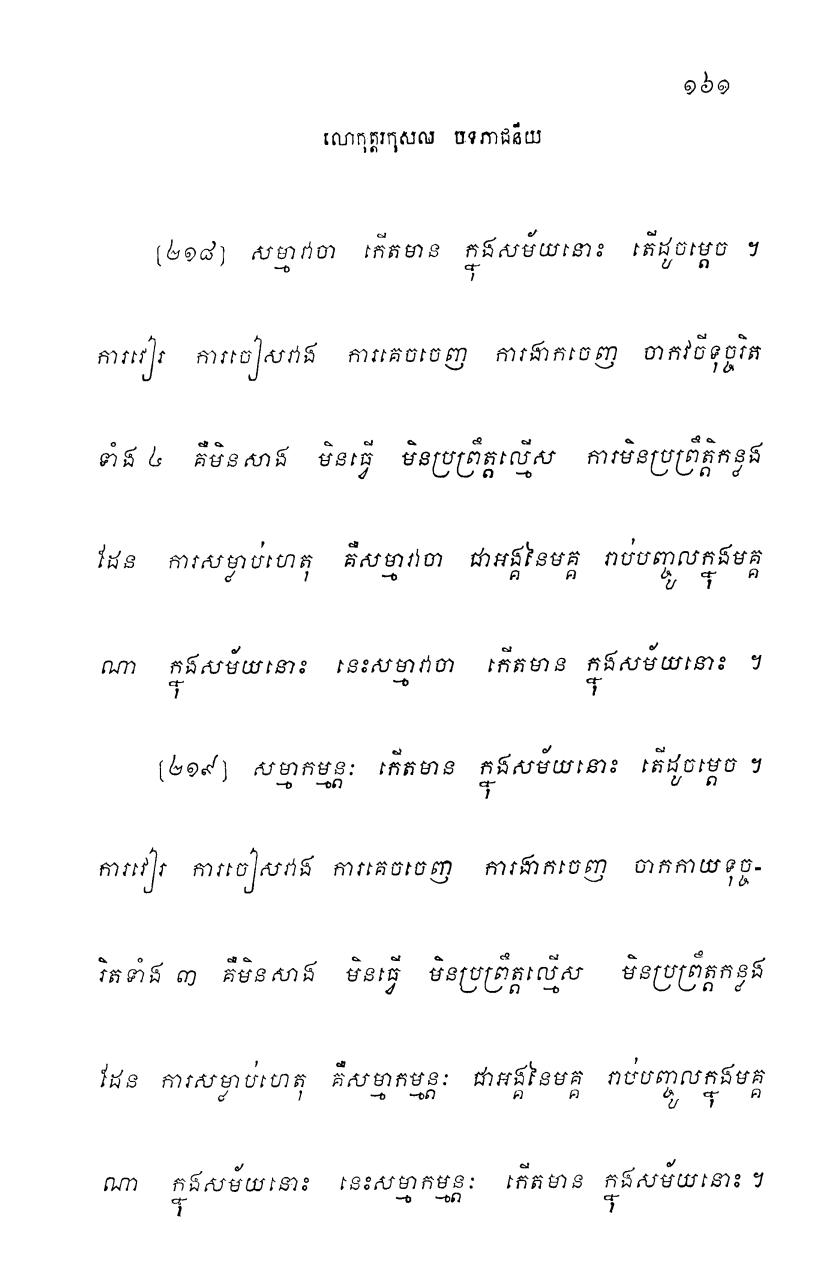 ១៦១
លោកុត្តរកុសល បទភាជនីយ
[២១៨] សម្មាវាចា កើតមាន ក្នុងសម័យនោះ តើដូចម្តេច ។
ការវៀរ ការចៀសវាង ការគេចចេញ ការងាកចេញ ចាកវចីទុច្ចរិត
ទាំង ៤ គឺមិនសាង មិនធ្វើ មិនប្រព្រឹត្តល្មើស ការមិនប្រព្រឹត្តិកន្លង
ដែន ការសម្លាប់ហេតុ គឺសម្មាវាចា ជាអង្គនៃមគ្គ រាប់បញ្ចូលក្នុងមគ្គ
ណា ក្នុងសម័យនោះ នេះសម្មាវាចា កើតមាន ក្នុងសម័យនោះ ។
[២១៩] សម្មាកម្មន្តៈ កើតមាន ក្នុងសម័យនោះ តើដូចម្តេច ។
ការវៀរ ការចៀសវាង ការគេចចេញ ការងាកចេញ ចាកកាយទុច្ច-
រិតទាំង ៣ គឺមិនសាង មិនធ្វើ មិនប្រព្រឹត្តល្មើស មិនប្រព្រឹត្តកន្លង
ដែន ការសម្លាប់ហេតុ គឺសម្មាកម្មន្តៈ ជាអង្គនៃមគ្គ រាប់បញ្ចូលក្នុងមគ្គ
ណា ក្នុងសម័យនោះ នេះសម្មាកម្មន្តៈ កើតមាន ក្នុងសម័យនោះ ។